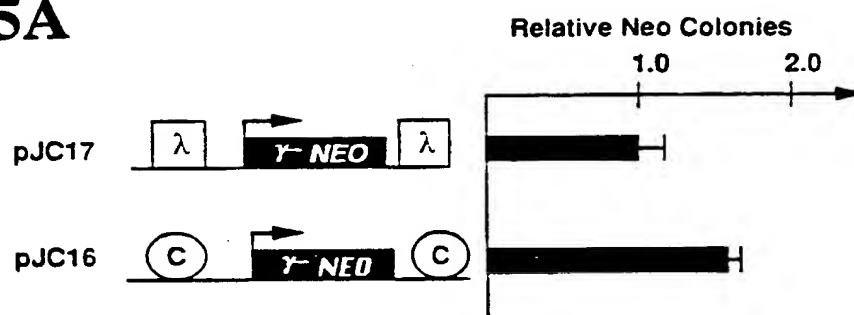 5A
Relative Neo Colonies
1.0 2.0
pJC17 λ γ- NEO λ
pJC16 C γ- NEO C